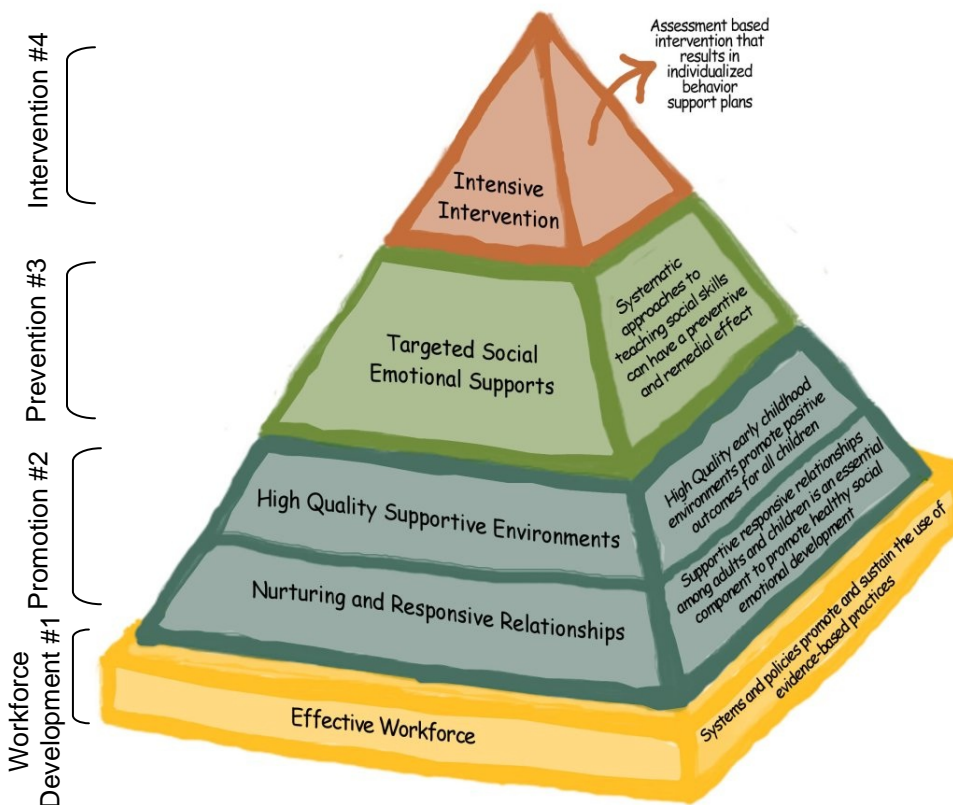 Intervention #4
Assessment based
intervention that
results in
individualized
behavior
support plans
Intensive
Intervention
Prevention #3
Targeted Social
Emotional Supports
Systematic
approaches to
teaching social skills
can have a preventive
and remedial effect
Promotion #2
High Quality Supportive Environments
High Quality early childhood
environments promote positive
outcomes for all children
Nurturing and Responsive Relationships
Supportive responsive relationships
among adults and children is an essential
component to promote healthy social
emotional development
Workforce
Development #1
Effective Workforce
Systems and policies promote and sustain the use of
evidence-based practices